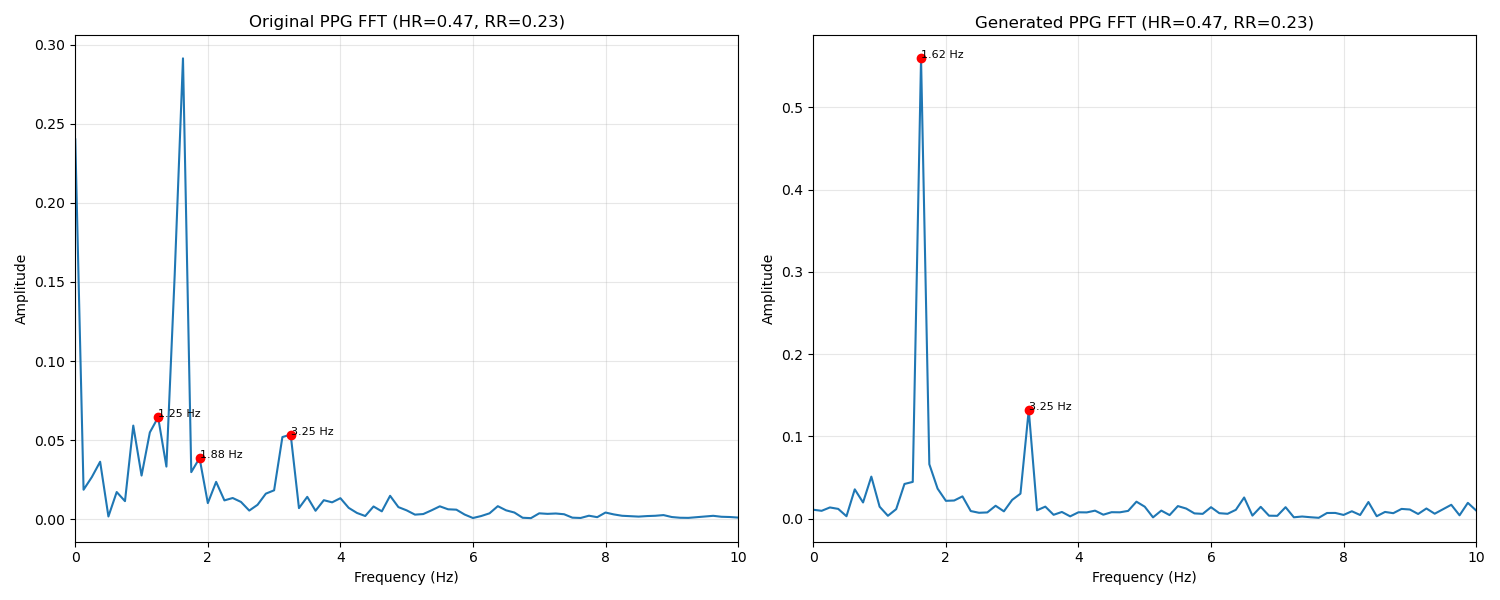 Original PPG FFT (HR=0.47, RR=0.23)
Amplitude
0.30
0.25
0.20
0.15
0.10
0.05
0.00
1.25 Hz
1.88 Hz
3.25 Hz
0 2 4 6 8 10
Frequency (Hz)
Generated PPG FFT (HR=0.47, RR=0.23)
Amplitude
0.5
0.4
0.3
0.2
0.1
0.0
1.62 Hz
3.25 Hz
0 2 4 6 8 10
Frequency (Hz)